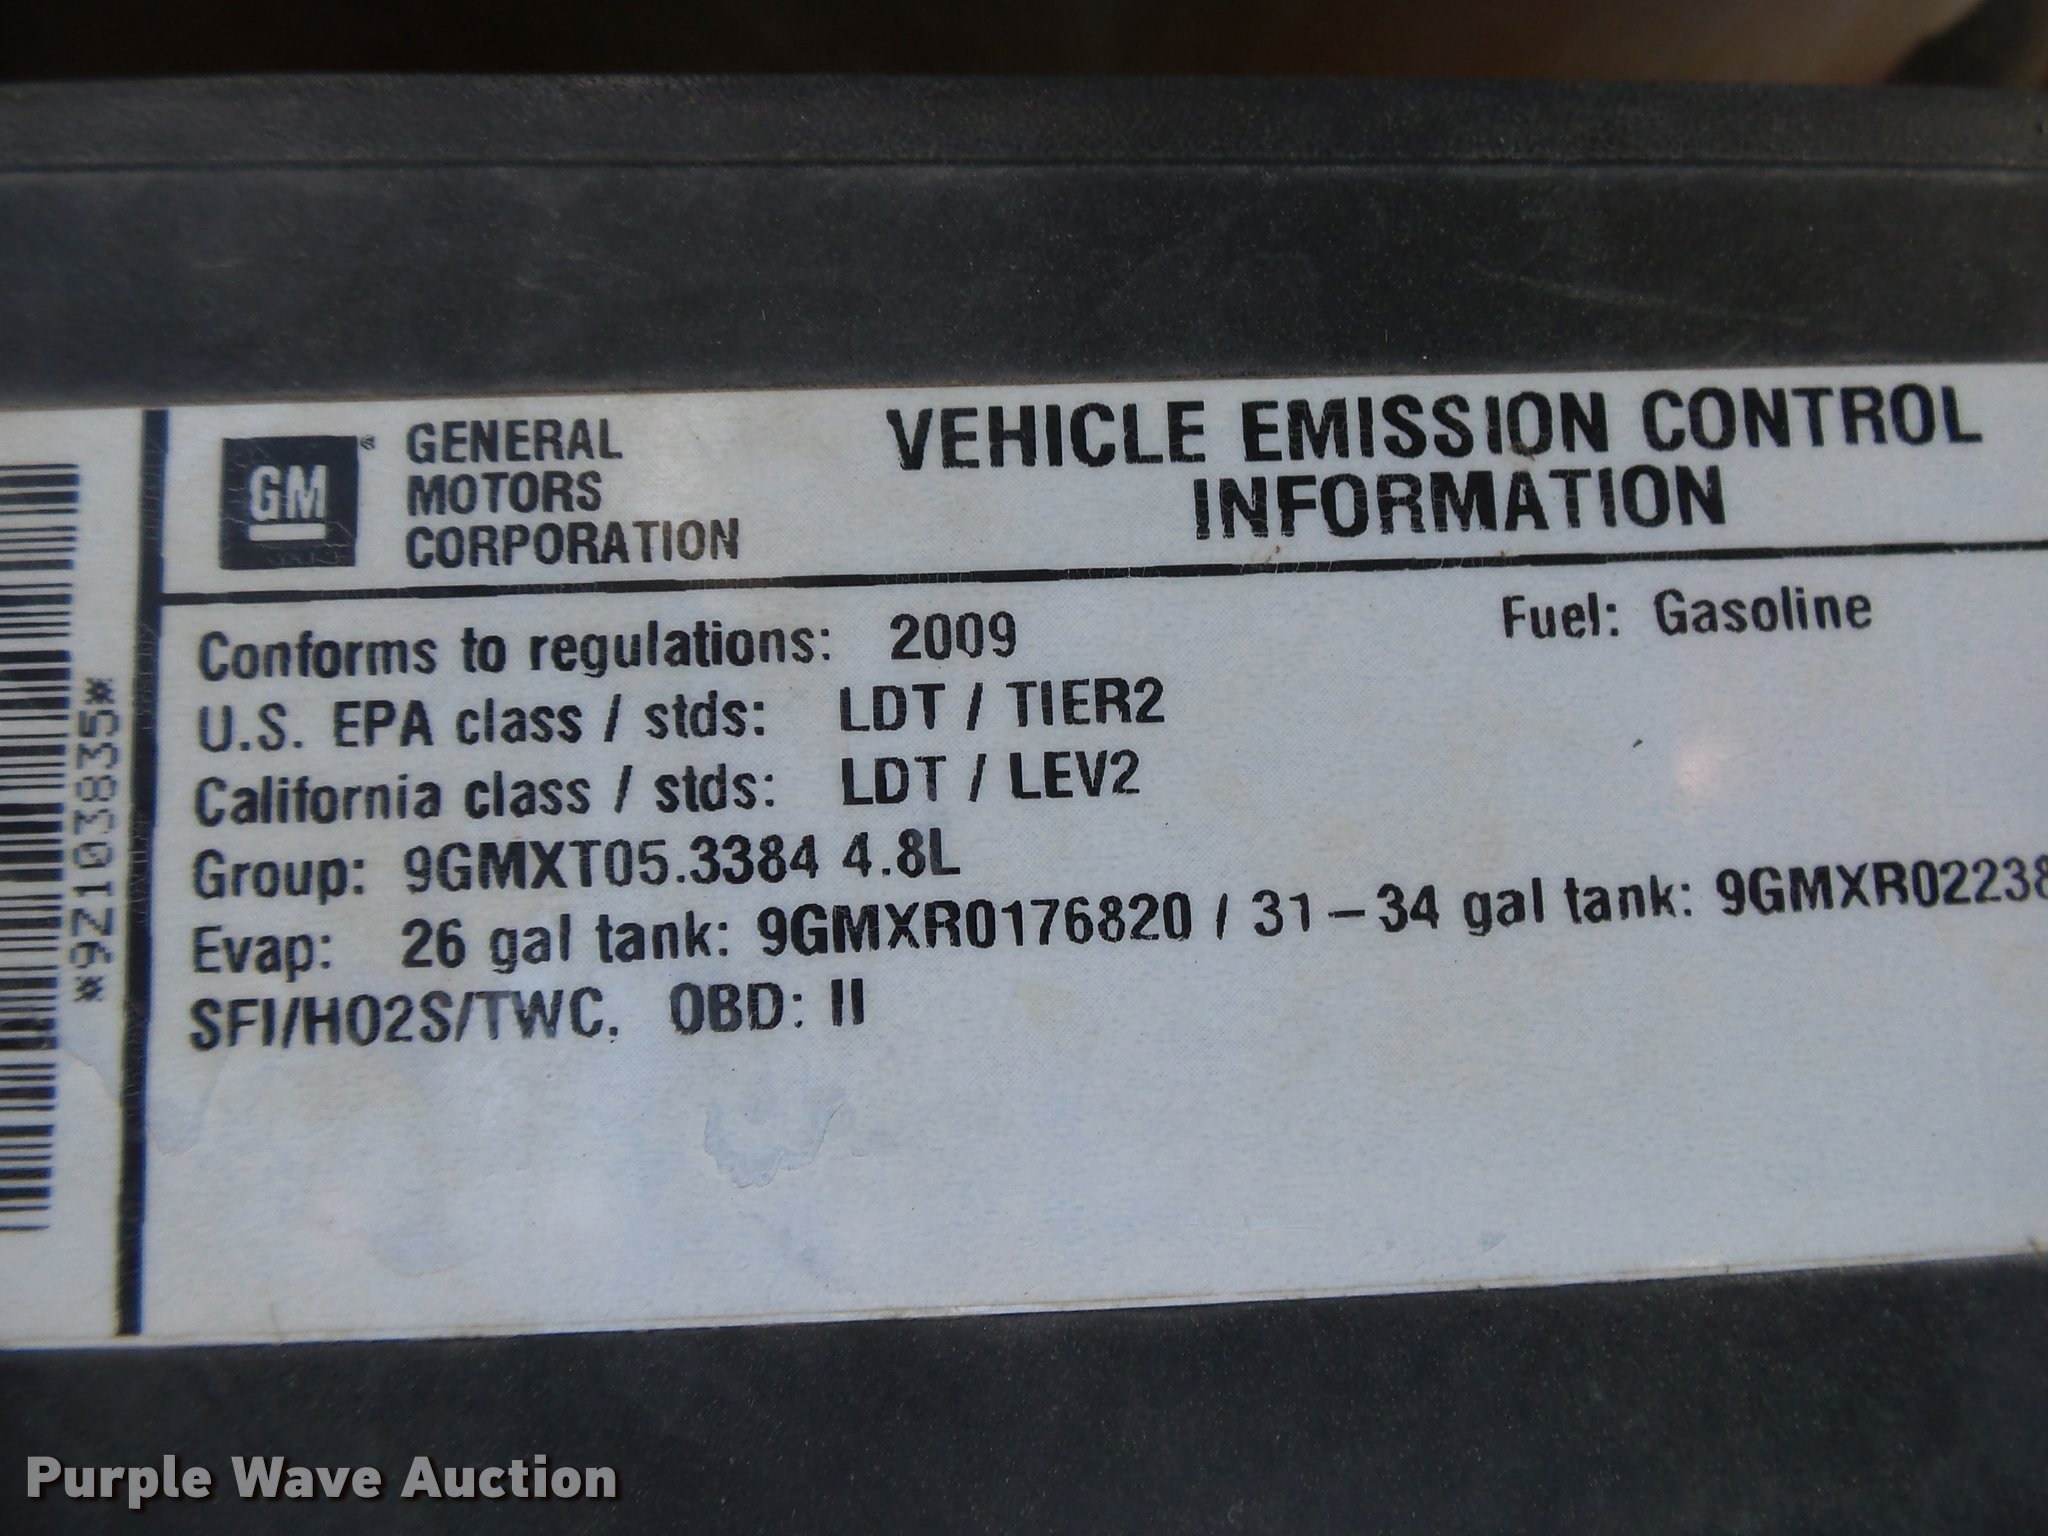 *9Z103835*
GM
GENERAL
MOTORS
CORPORATION
VEHICLE EMISSION CONTROL
INFORMATION
Conforms to regulations: 2009
Fuel: Gasoline
U.S. EPA class / stds: LDT / TIER2
California class / stds: LDT / LEV2
Group: 9GMXT05.3384 4.8L
Evap: 26 gal tank: 9GMXR0176820 / 31-34 gal tank: 9GMXR02238
SFI/HO2S/TWC. OBD: II
Purple Wave Auction